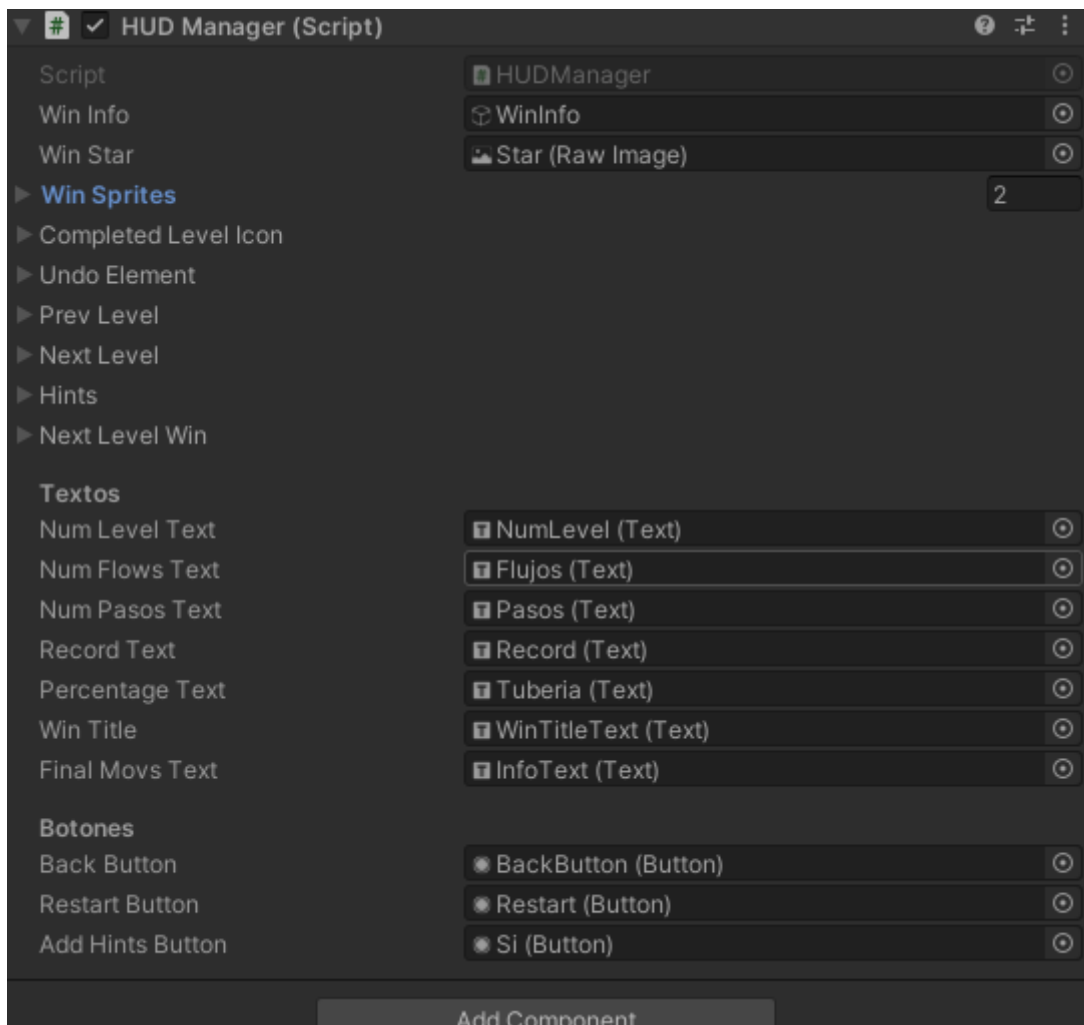 HUD Manager (Script)
Script HUDManager
Win Info WinInfo
Win Star Star (Raw Image)
Win Sprites 2
Completed Level Icon
Undo Element
Prev Level
Next Level
Hints
Next Level Win
Textos
Num Level Text NumLevel (Text)
Num Flows Text Flujos (Text)
Num Pasos Text Pasos (Text)
Record Text Record (Text)
Percentage Text Tuberia (Text)
Win Title WinTitleText (Text)
Final Movs Text InfoText (Text)
Botones
Back Button BackButton (Button)
Restart Button Restart (Button)
Add Hints Button Si (Button)
Add Component